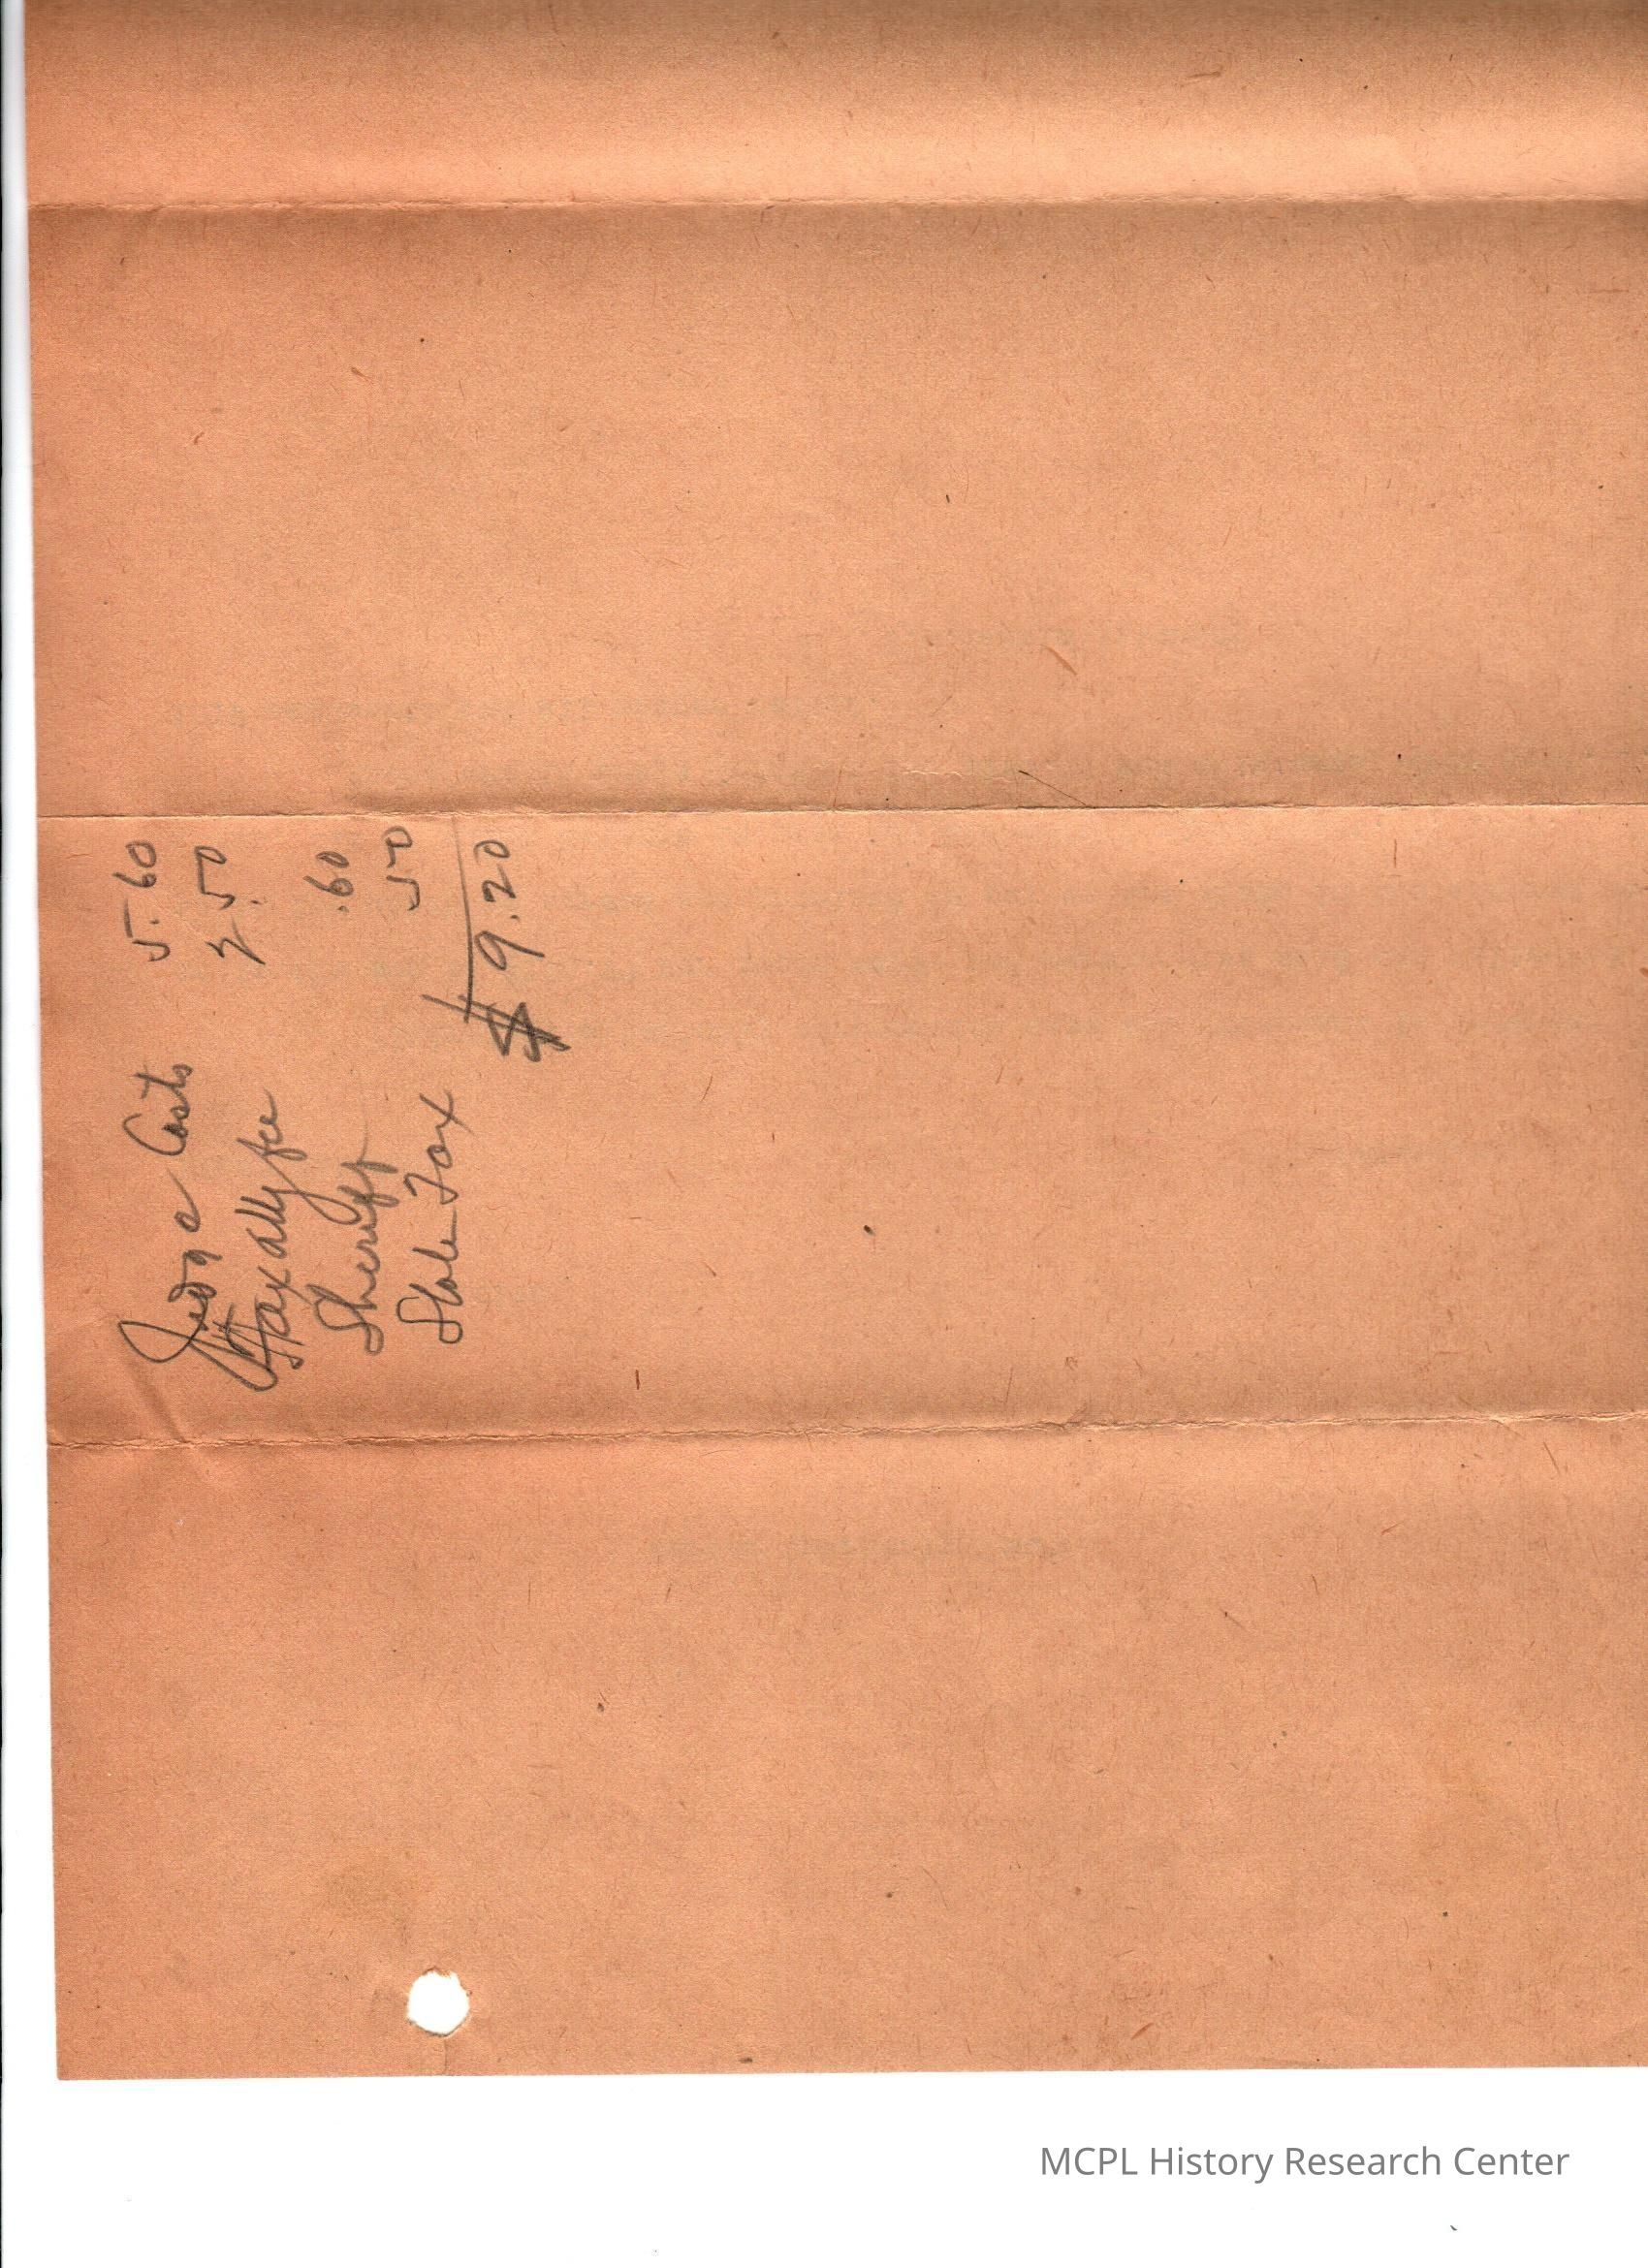 Judge Costs 5.60
Tax atty fee 2.50
Sheriff .60
State Tax 50
$9.20
MCPL History Research Center